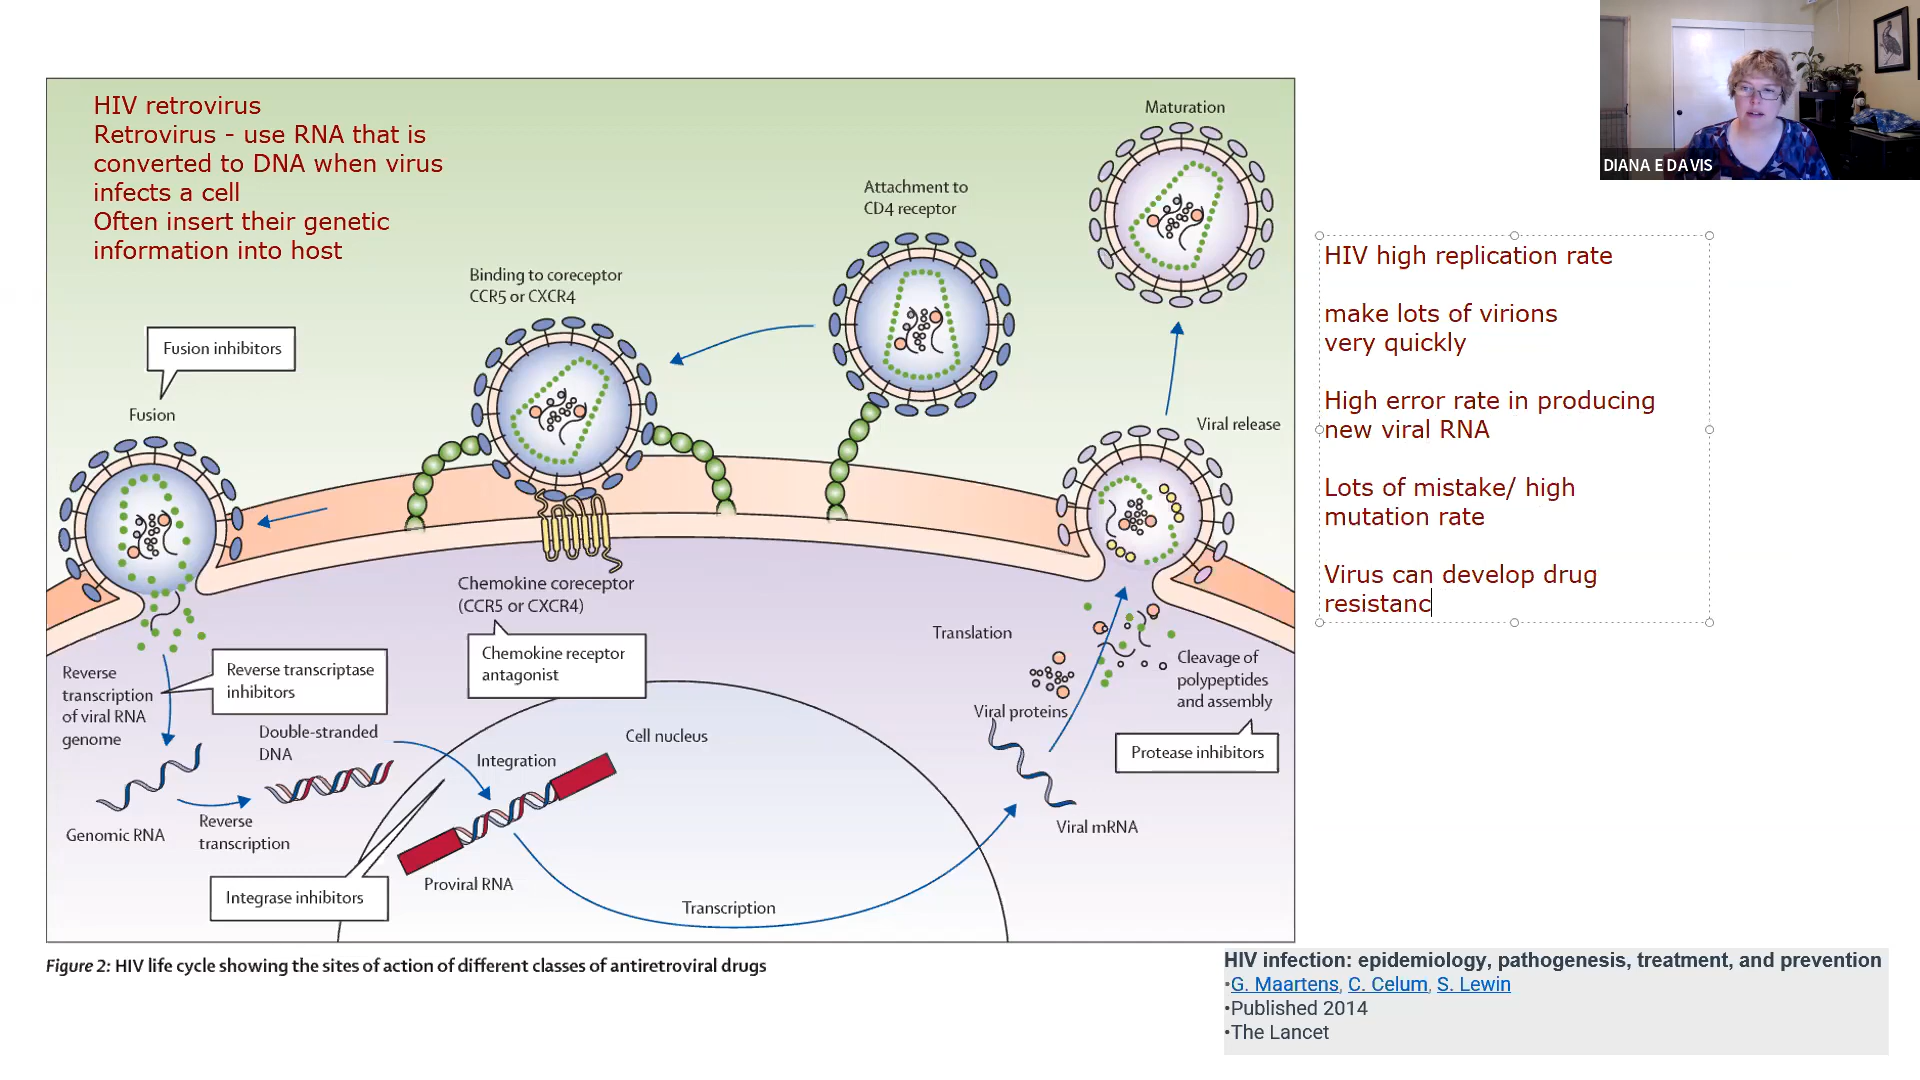 HIV retrovirus
Retrovirus - use RNA that is
converted to DNA when virus
infects a cell
Often insert their genetic
information into host
Maturation
Attachment to
CD4 receptor
Binding to coreceptor
CCR5 or CXCR4
Fusion inhibitors
Fusion
Viral release
Chemokine coreceptor
(CCR5 or CXCR4)
Chemokine receptor
antagonist
Reverse
transcription
of viral RNA
genome
Reverse transcriptase
inhibitors
Double-stranded
DNA
Genomic RNA
Reverse
transcription
Integration
Cell nucleus
Proviral RNA
Integrase inhibitors
Transcription
Translation
Viral proteins
Viral mRNA
Cleavage of
polypeptides
and assembly
Protease inhibitors
Figure 2: HIV life cycle showing the sites of action of different classes of antiretroviral drugs
DIANA E DAVIS
HIV high replication rate
make lots of virions
very quickly
High error rate in producing
new viral RNA
Lots of mistake/ high
mutation rate
Virus can develop drug
resistanc
HIV infection: epidemiology, pathogenesis, treatment, and prevention
•G. Maartens, C. Celum, S. Lewin
•Published 2014
•The Lancet